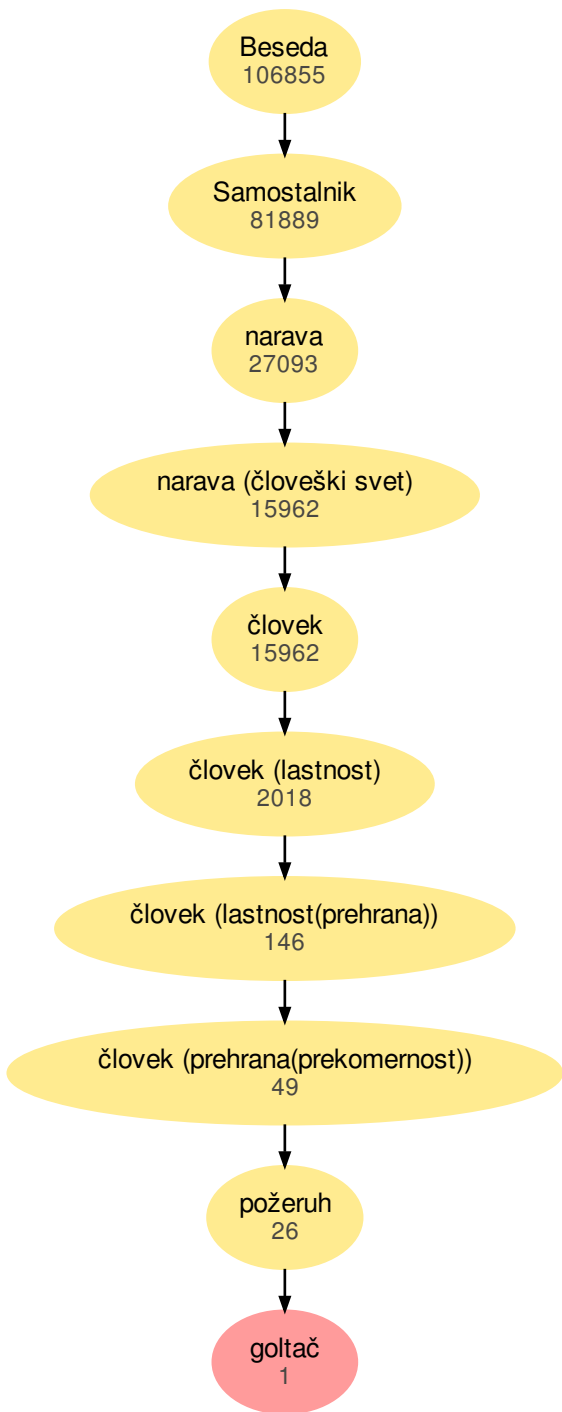 Beseda
106855
Samostalnik
81889
narava
27093
narava (človeški svet)
15962
človek
15962
človek (lastnost)
2018
človek (lastnost(prehrana))
146
človek (prehrana(prekomernost))
49
požeruh
26
goltač
1